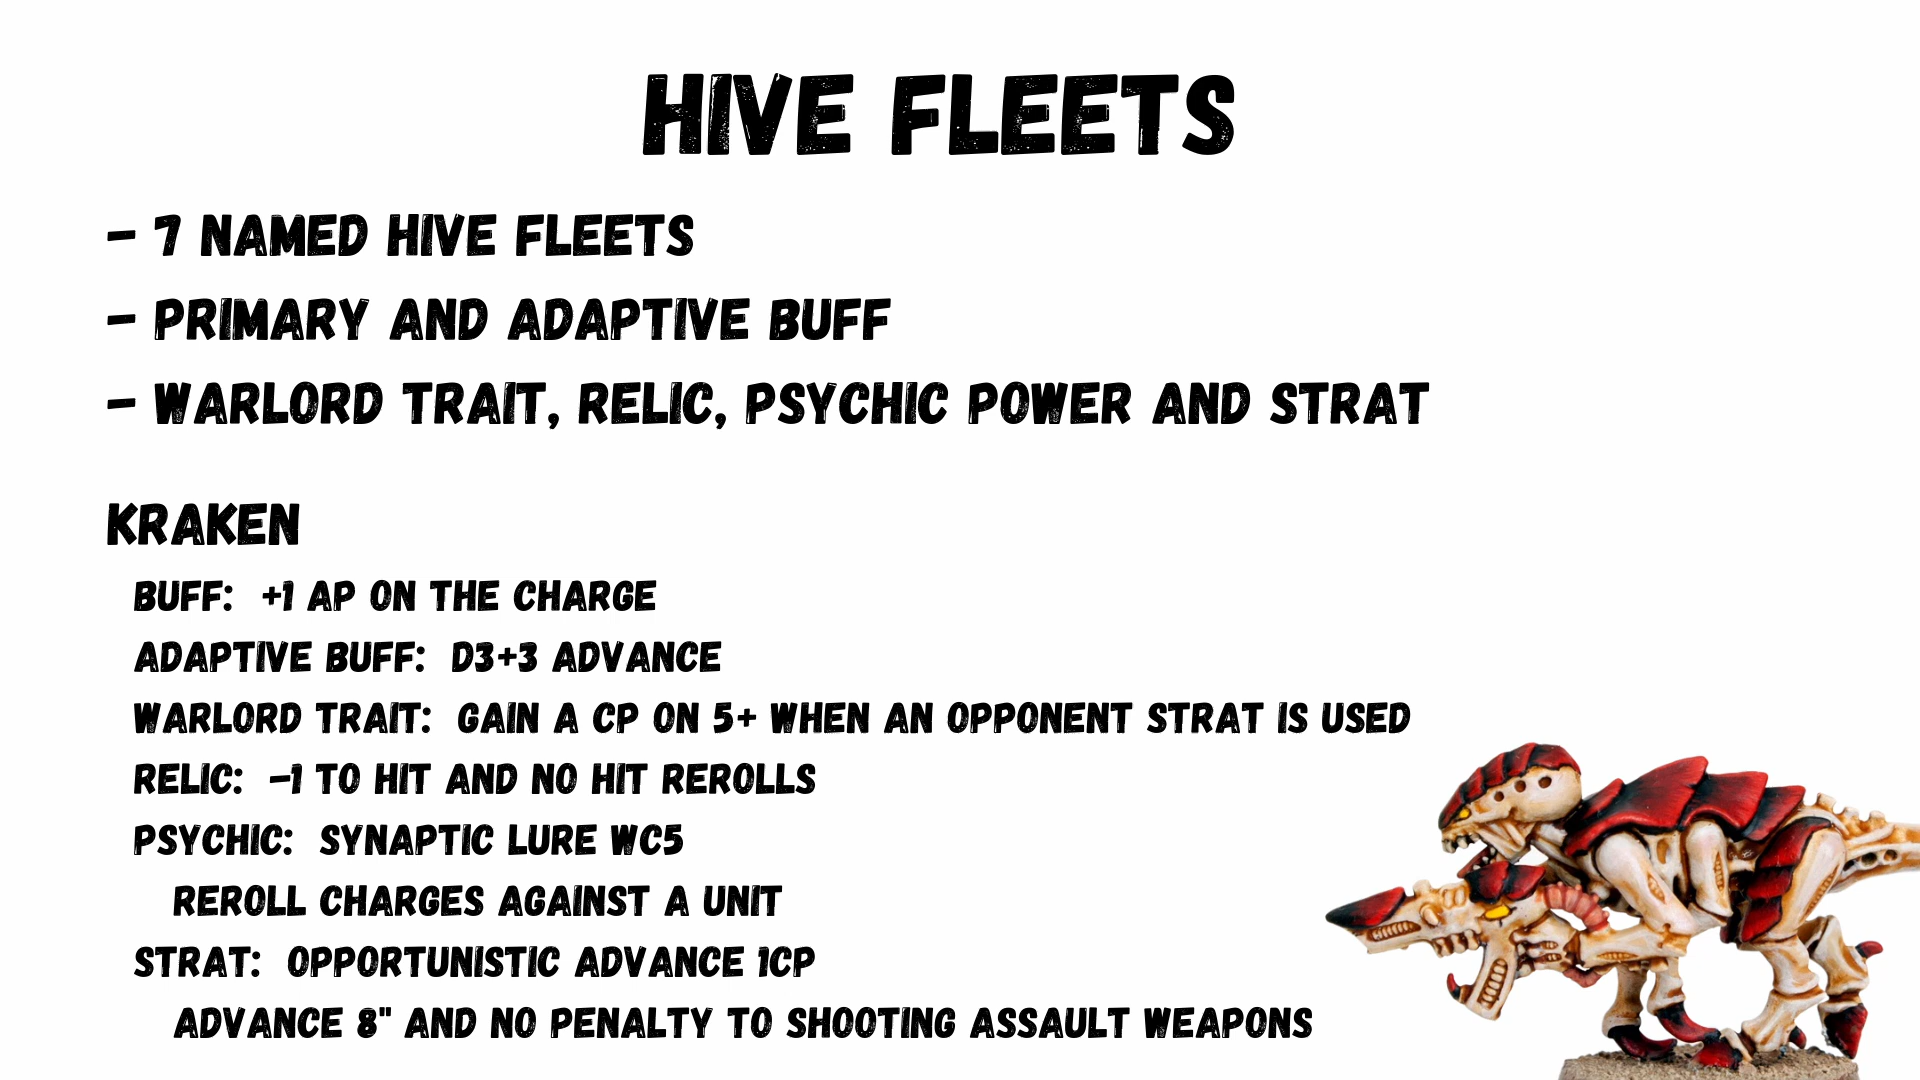 HIVE FLEETS
- 7 NAMED HIVE FLEETS
- PRIMARY AND ADAPTIVE BUFF
- WARLORD TRAIT, RELIC, PSYCHIC POWER AND STRAT
KRAKEN
BUFF: +1 AP ON THE CHARGE
ADAPTIVE BUFF: D3+3 ADVANCE
WARLORD TRAIT: GAIN A CP ON 5+ WHEN AN OPPONENT STRAT IS USED
RELIC: -1 TO HIT AND NO HIT REROLLS
PSYCHIC: SYNAPTIC LURE WC5
REROLL CHARGES AGAINST A UNIT
STRAT: OPPORTUNISTIC ADVANCE 1CP
ADVANCE 8" AND NO PENALTY TO SHOOTING ASSAULT WEAPONS